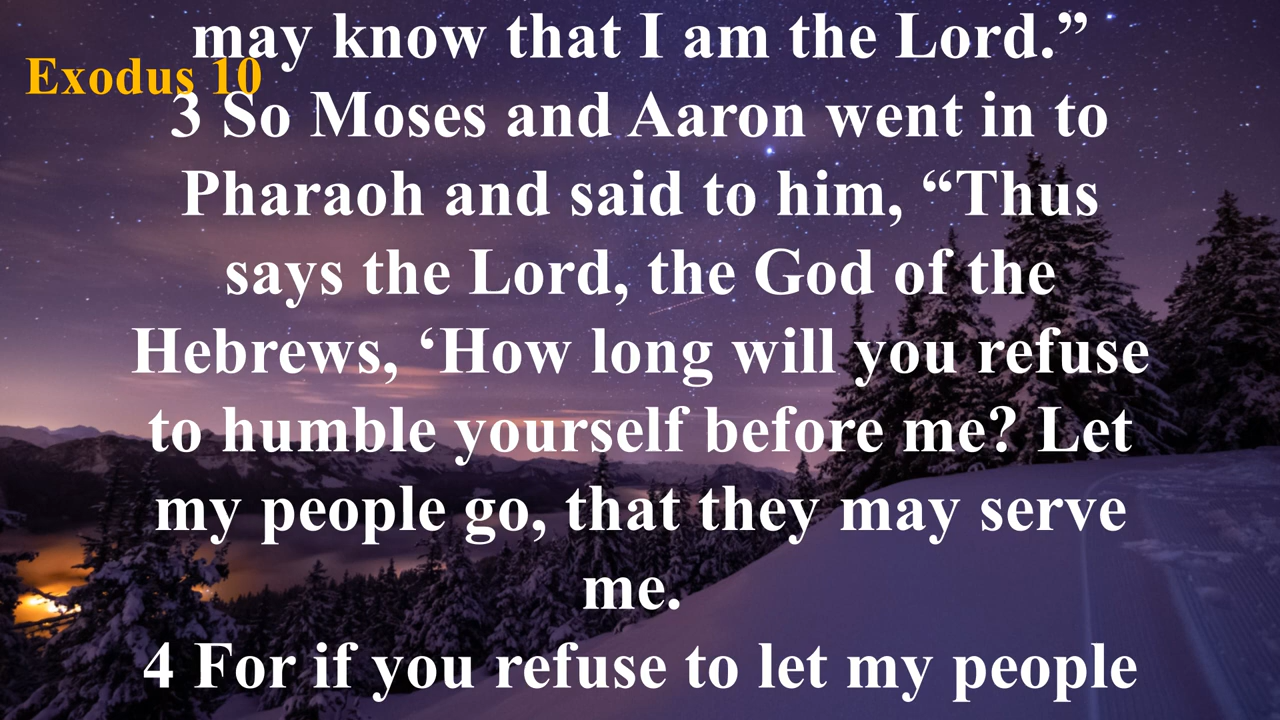 may know that I am the Lord.”
Exodus 10
3 So Moses and Aaron went in to
Pharaoh and said to him, “Thus
says the Lord, the God of the
Hebrews, ‘How long will you refuse
to humble yourself before me? Let
my people go, that they may serve
me.
4 For if you refuse to let my people